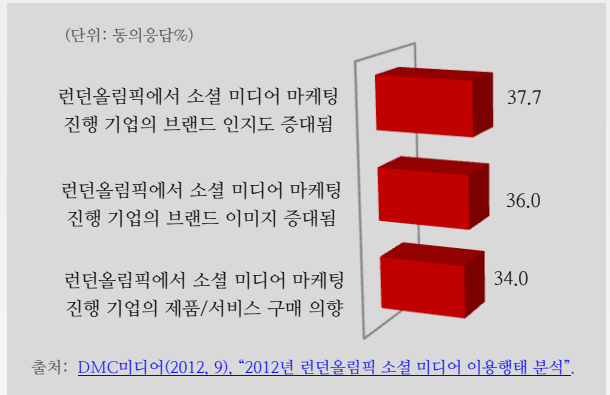 (단위: 동의응답%)
런던올림픽에서 소셜 미디어 마케팅
진행 기업의 브랜드 인지도 증대됨
37.7
런던올림픽에서 소셜 미디어 마케팅
진행 기업의 브랜드 이미지 증대됨
36.0
런던올림픽에서 소셜 미디어 마케팅
진행 기업의 제품/서비스 구매 의향
34.0
출처: DMC미디어(2012, 9), “2012년 런던올림픽 소셜 미디어 이용행태 분석”.